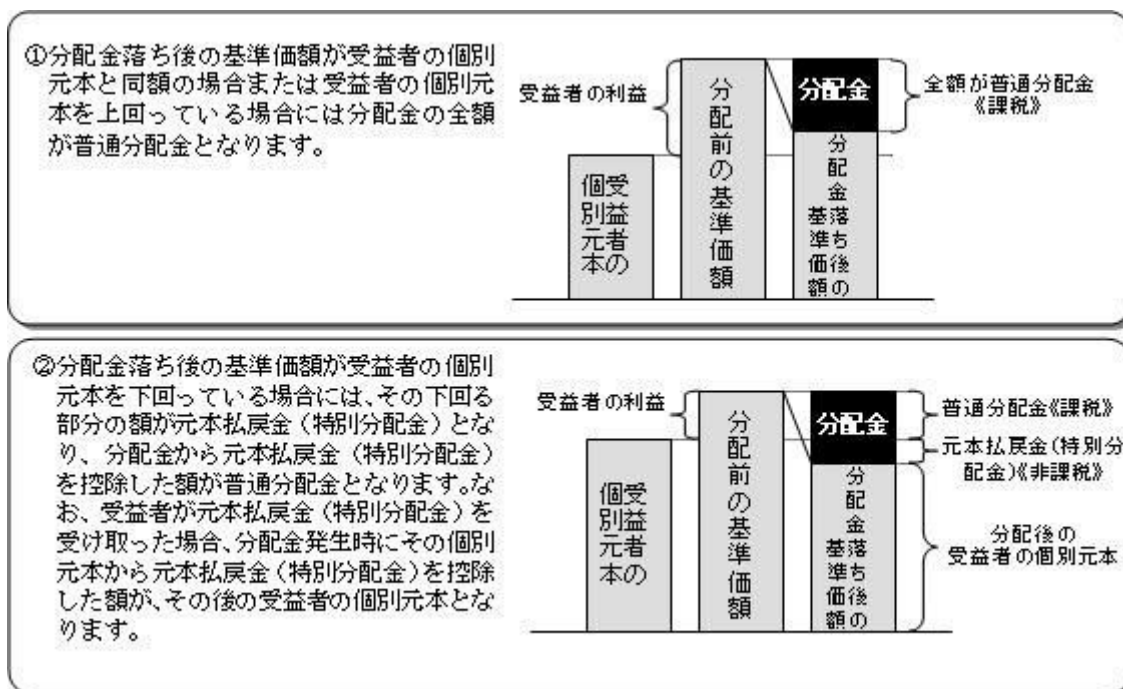 ①分配金落ち後の基準価額が受益者の個別
元本と同額の場合または受益者の個別元
本を上回っている場合には分配金の全額
が普通分配金となります。
受益者の利益
受益者の
個別元本
分配前の基準価額
分配金
分配金落ち後の
基準価額
全額が普通分配金
《課税》
②分配金落ち後の基準価額が受益者の個別
元本を下回っている場合には、その下回る
部分の額が元本払戻金（特別分配金）とな
り、分配金から元本払戻金（特別分配金）
を控除した額が普通分配金となります。な
お、受益者が元本払戻金（特別分配金）を
受け取った場合、分配金発生時にその個別
元本から元本払戻金（特別分配金）を控除
した額が、その後の受益者の個別元本とな
ります。
受益者の利益
受益者の
個別元本
分配前の基準価額
分配金
分配金落ち後の
基準価額
普通分配金《課税》
元本払戻金(特別分
配金)《非課税》
分配後の
受益者の個別元本